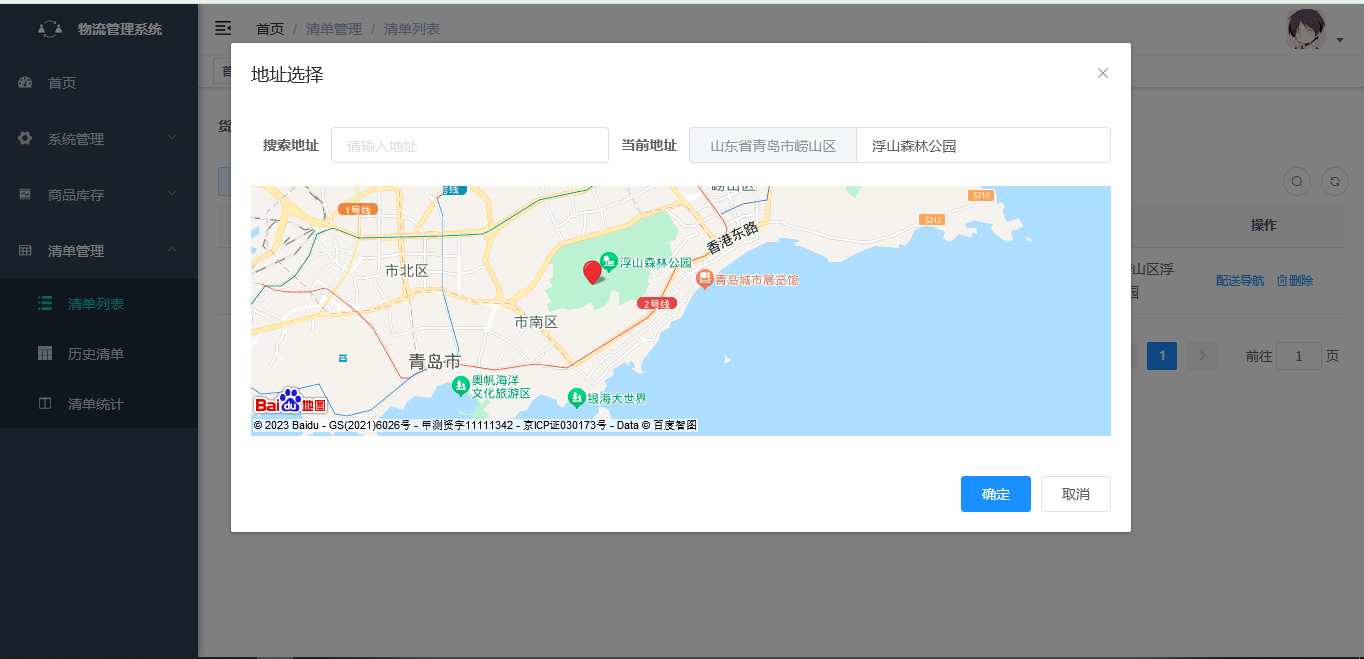 物流管理系统
首页
系统管理
商品库存
清单管理
清单列表
历史清单
清单统计
首页 / 清单管理 / 清单列表
地址选择
搜索地址 请输入地址 当前地址 山东省青岛市崂山区 浮山森林公园
号线
崂山区
S214
1号线
S212
香港东路
市北区
浮山森林公园
青岛城市展览馆
2号线
市南区
青岛市
奥帆海洋
文化旅游区
银海大世界
Bai du 地图
© 2023 Baidu - GS(2021)6026号 - 甲测资字11111342 - 京ICP证030173号 - Data © 百度智图
确定 取消
操作
山区浮
园
配送导航 删除
1
前往 1 页